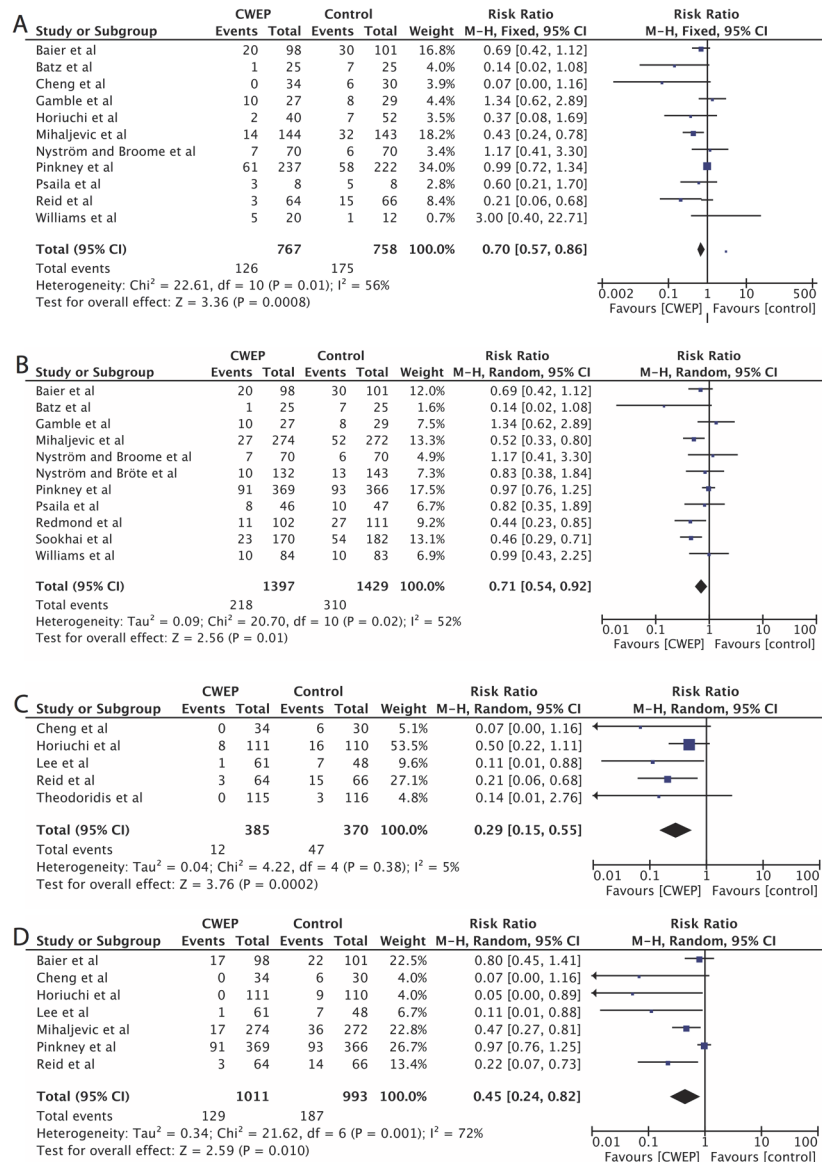 A
CWEP Control Risk Ratio Risk Ratio
Study or Subgroup Events Total Events Total Weight M-H, Fixed, 95% CI M-H, Fixed, 95% CI
Baier et al 20 98 30 101 16.8% 0.69 [0.42, 1.12]
Batz et al 1 25 7 25 4.0% 0.14 [0.02, 1.08]
Cheng et al 0 34 6 30 3.9% 0.07 [0.00, 1.16]
Gamble et al 10 27 8 29 4.4% 1.34 [0.62, 2.89]
Horiuchi et al 2 40 7 52 3.5% 0.37 [0.08, 1.69]
Mihaljevic et al 14 144 32 143 18.2% 0.43 [0.24, 0.78]
Nyström and Broome et al 7 70 6 70 3.4% 1.17 [0.41, 3.30]
Pinkney et al 61 237 58 222 34.0% 0.99 [0.72, 1.34]
Psaila et al 3 8 5 8 2.8% 0.60 [0.21, 1.70]
Reid et al 3 64 15 66 8.4% 0.21 [0.06, 0.68]
Williams et al 5 20 1 12 0.7% 3.00 [0.40, 22.71]
Total (95% CI) 767 758 100.0% 0.70 [0.57, 0.86]
Total events 126 175
Heterogeneity: Chi² = 22.61, df = 10 (P = 0.01); I² = 56%
Test for overall effect: Z = 3.36 (P = 0.0008)
0.002 0.1 1 10 500
Favours [CWEP] Favours [control]
B
CWEP Control Risk Ratio Risk Ratio
Study or Subgroup Events Total Events Total Weight M-H, Random, 95% CI M-H, Random, 95% CI
Baier et al 20 98 30 101 12.0% 0.69 [0.42, 1.12]
Batz et al 1 25 7 25 1.6% 0.14 [0.02, 1.08]
Gamble et al 10 27 8 29 7.5% 1.34 [0.62, 2.89]
Mihaljevic et al 27 274 52 272 13.3% 0.52 [0.33, 0.80]
Nyström and Broome et al 7 70 6 70 4.9% 1.17 [0.41, 3.30]
Nyström and Bröte et al 10 132 13 143 7.3% 0.83 [0.38, 1.84]
Pinkney et al 91 369 93 366 17.5% 0.97 [0.76, 1.25]
Psaila et al 8 46 10 47 6.7% 0.82 [0.35, 1.89]
Redmond et al 11 102 27 111 9.2% 0.44 [0.23, 0.85]
Sookhai et al 23 170 54 182 13.1% 0.46 [0.29, 0.71]
Williams et al 10 84 10 83 6.9% 0.99 [0.43, 2.25]
Total (95% CI) 1397 1429 100.0% 0.71 [0.54, 0.92]
Total events 218 310
Heterogeneity: Tau² = 0.09; Chi² = 20.70, df = 10 (P = 0.02); I² = 52%
Test for overall effect: Z = 2.56 (P = 0.01)
0.01 0.1 1 10 100
Favours [CWEP] Favours [control]
C
CWEP Control Risk Ratio Risk Ratio
Study or Subgroup Events Total Events Total Weight M-H, Random, 95% CI M-H, Random, 95% CI
Cheng et al 0 34 6 30 5.1% 0.07 [0.00, 1.16]
Horiuchi et al 8 111 16 110 53.5% 0.50 [0.22, 1.11]
Lee et al 1 61 7 48 9.6% 0.11 [0.01, 0.88]
Reid et al 3 64 15 66 27.1% 0.21 [0.06, 0.68]
Theodoridis et al 0 115 3 116 4.8% 0.14 [0.01, 2.76]
Total (95% CI) 385 370 100.0% 0.29 [0.15, 0.55]
Total events 12 47
Heterogeneity: Tau² = 0.04; Chi² = 4.22, df = 4 (P = 0.38); I² = 5%
Test for overall effect: Z = 3.76 (P = 0.0002)
0.01 0.1 1 10 100
Favours [CWEP] Favours [control]
D
CWEP Control Risk Ratio Risk Ratio
Study or Subgroup Events Total Events Total Weight M-H, Random, 95% CI M-H, Random, 95% CI
Baier et al 17 98 22 101 22.5% 0.80 [0.45, 1.41]
Cheng et al 0 34 6 30 4.0% 0.07 [0.00, 1.16]
Horiuchi et al 0 111 9 110 4.0% 0.05 [0.00, 0.89]
Lee et al 1 61 7 48 6.7% 0.11 [0.01, 0.88]
Mihaljevic et al 17 274 36 272 22.8% 0.47 [0.27, 0.81]
Pinkney et al 91 369 93 366 26.7% 0.97 [0.76, 1.25]
Reid et al 3 64 14 66 13.4% 0.22 [0.07, 0.73]
Total (95% CI) 1011 993 100.0% 0.45 [0.24, 0.82]
Total events 129 187
Heterogeneity: Tau² = 0.34; Chi² = 21.62, df = 6 (P = 0.001); I² = 72%
Test for overall effect: Z = 2.59 (P = 0.010)
0.01 0.1 1 10 100
Favours [CWEP] Favours [control]